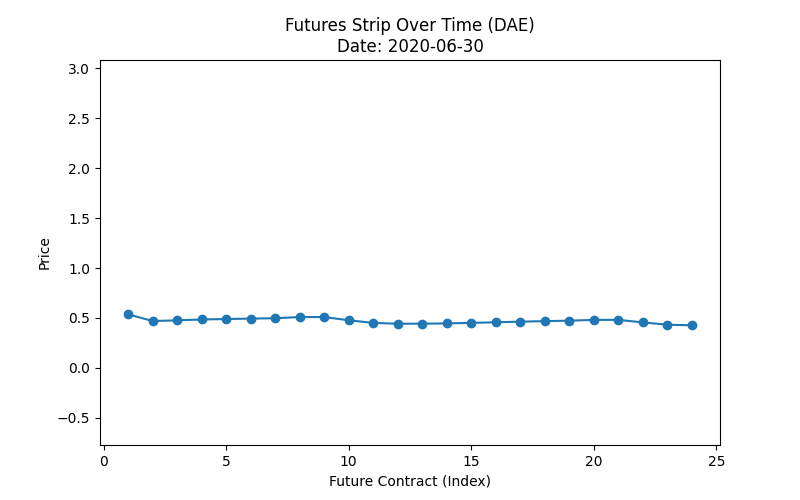 Futures Strip Over Time (DAE)
Date: 2020-06-30
3.0
2.5
2.0
1.5
1.0
0.5
0.0
−0.5
Price
0 5 10 15 20 25
Future Contract (Index)